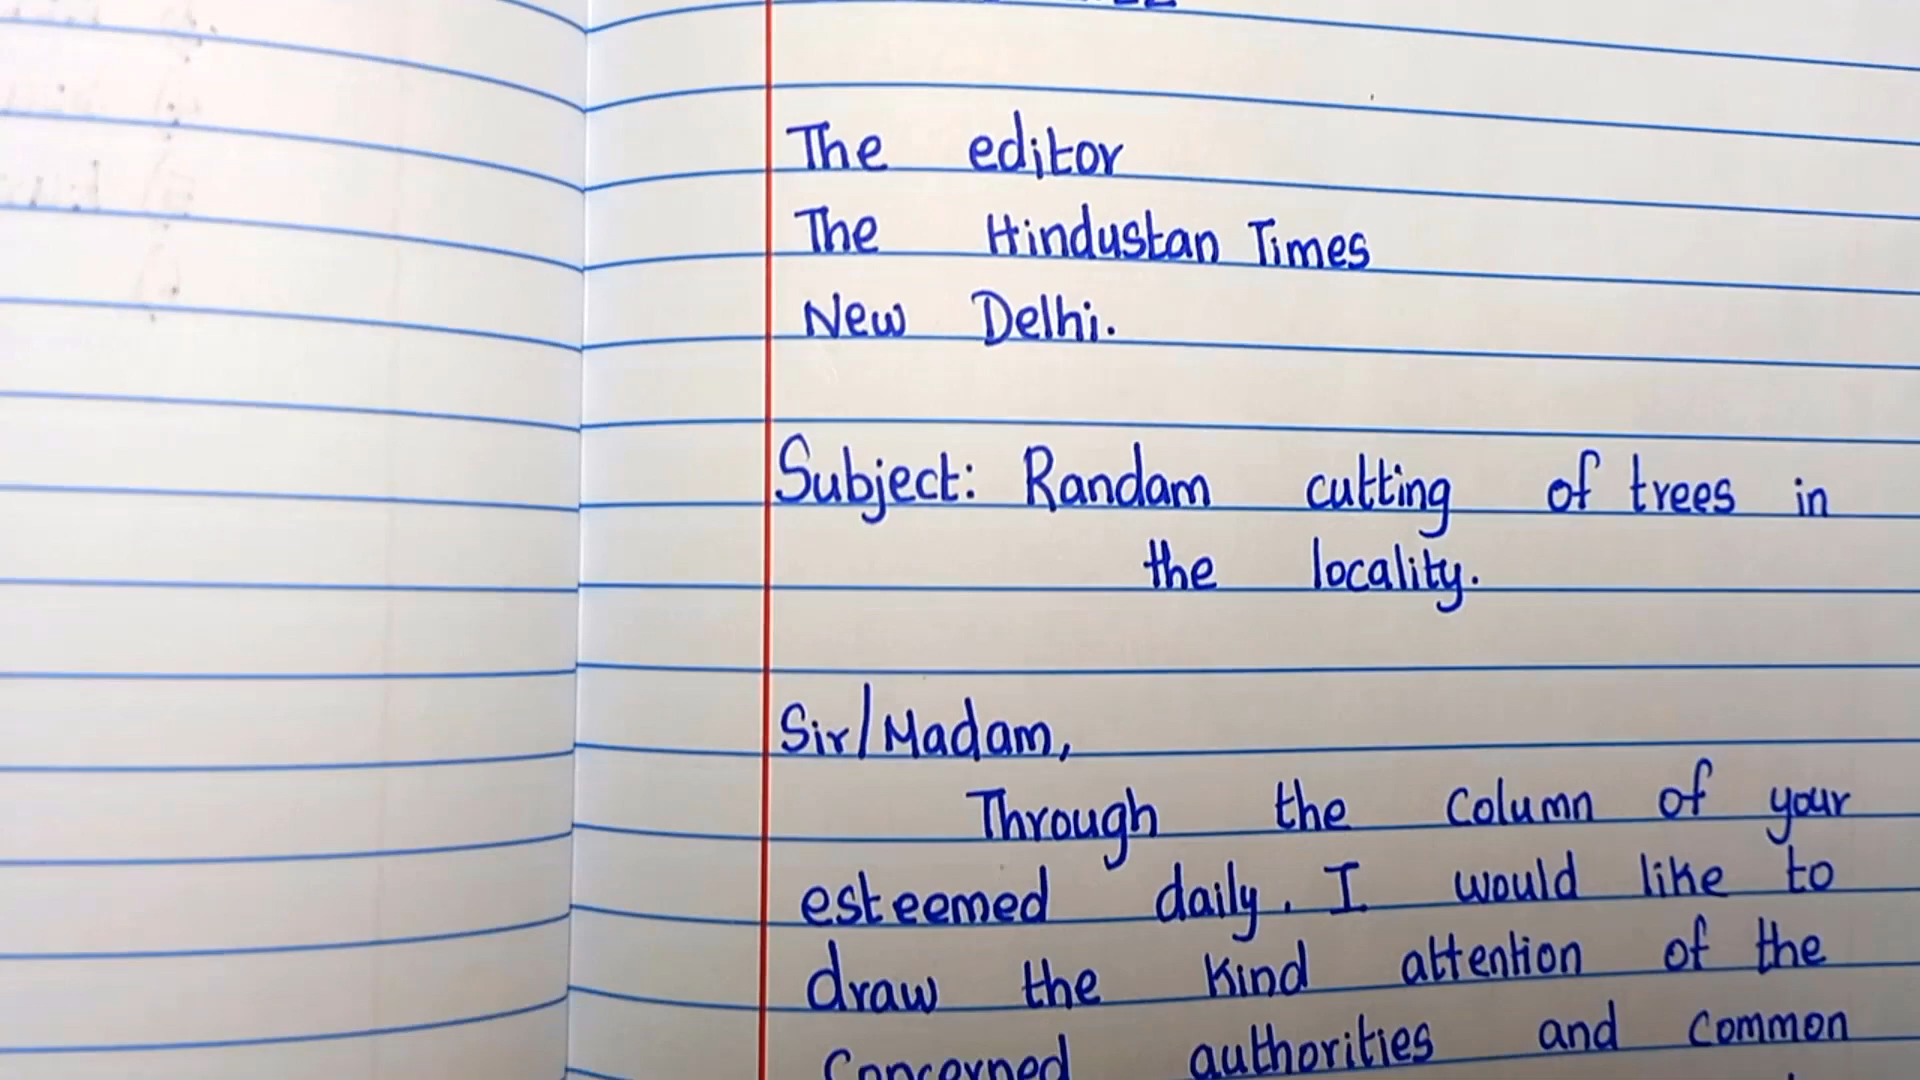 The editor
The Hindustan Times
New Delhi.
Subject: Randam cutting of trees in
the locality.
Sir/Madam,
Through the column of your
esteemed daily. I would like to
draw the kind attention of the
concerned authorities and common